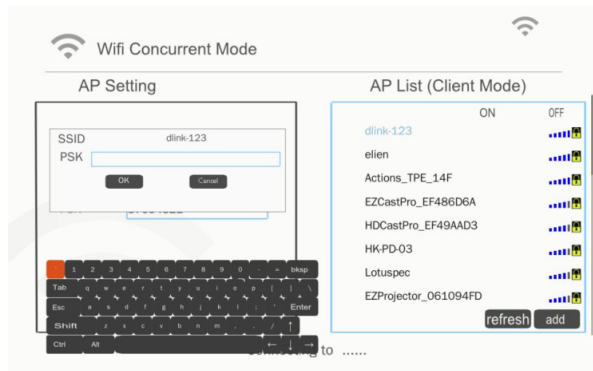 Wifi Concurrent Mode
AP Setting
SSID dlink-123
PSK
OK Cancel
1 2 3 4 5 6 7 8 9 0 - = bksp
Tab q w e r t y u i o p [ ] \
Esc a s d f g h j k l ; ' Enter
Shift z x c v b n m , . / ↑
Ctrl Alt ← ↓ →
AP List (Client Mode)
ON OFF
dlink-123
elien
Actions_TPE_14F
EZCastPro_EF486D6A
HDCastPro_EF49AAD3
HK-PD-03
Lotuspec
EZProjector_061094FD
refresh add
to ......